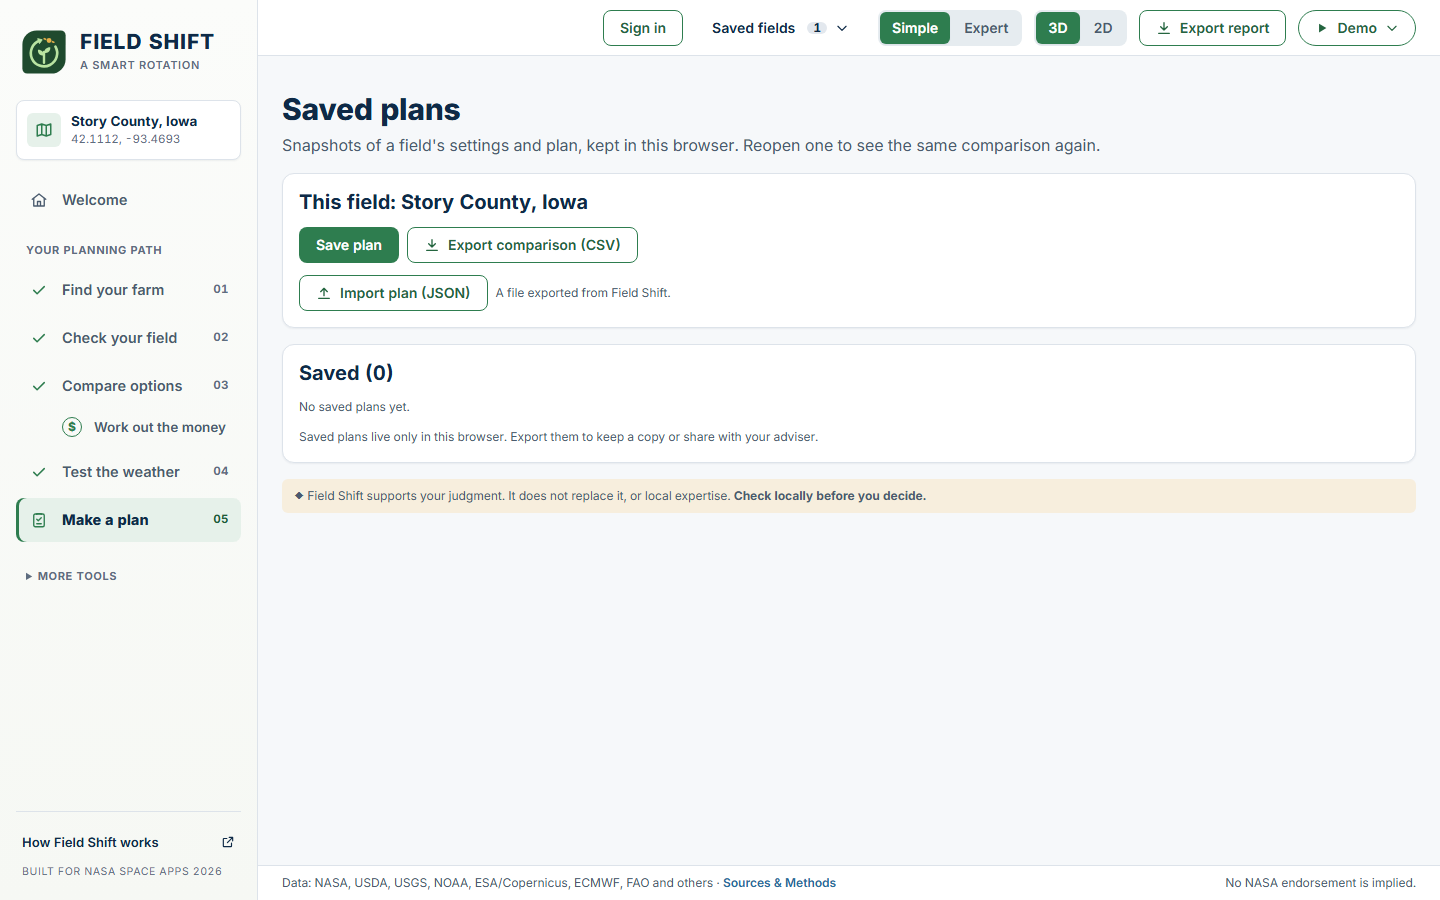 FIELD SHIFT
A SMART ROTATION
Story County, Iowa
42.1112, -93.4693
Welcome
YOUR PLANNING PATH
Find your farm 01
Check your field 02
Compare options 03
$ Work out the money
Test the weather 04
Make a plan 05
MORE TOOLS
How Field Shift works
BUILT FOR NASA SPACE APPS 2026
Sign in Saved fields 1 Simple Expert 3D 2D Export report Demo
Saved plans
Snapshots of a field's settings and plan, kept in this browser. Reopen one to see the same comparison again.
This field: Story County, Iowa
Save plan Export comparison (CSV)
Import plan (JSON) A file exported from Field Shift.
Saved (0)
No saved plans yet.
Saved plans live only in this browser. Export them to keep a copy or share with your adviser.
◆ Field Shift supports your judgment. It does not replace it, or local expertise. Check locally before you decide.
Data: NASA, USDA, USGS, NOAA, ESA/Copernicus, ECMWF, FAO and others · Sources & Methods
No NASA endorsement is implied.